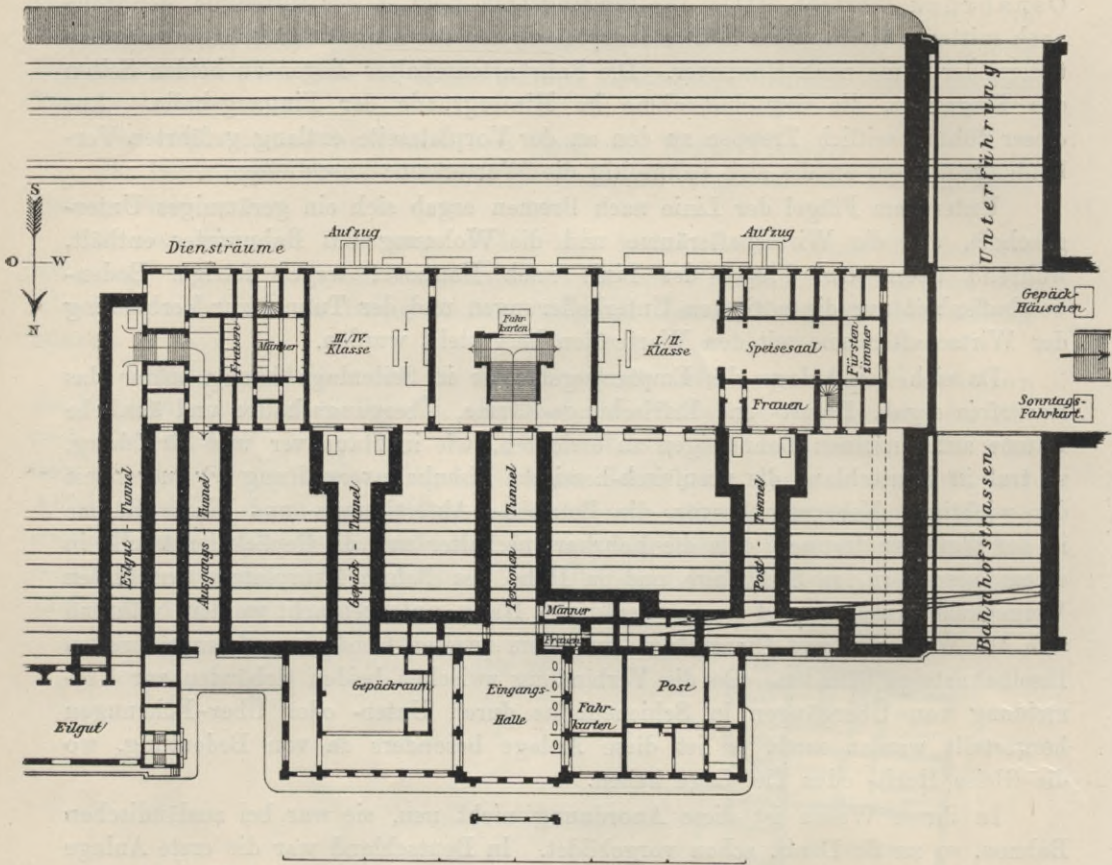 Unterführung
S
O W
N
Diensträume
Aufzug
Aufzug
Frauen
Männer
III./IV.
Klasse
Fahr-
karten
I./II.
Klasse
Speisesaal
Fürsten-
zimmer
Frauen
Gepäck-
Häuschen
Sonntags-
Fahrkart.
Eilgut - Tunnel
Ausgangs - Tunnel
Gepäck - Tunnel
Personen - Tunnel
Post - Tunnel
Bahnhofstrassen
Männer
Frauen
Eilgut
Gepäckraum
Eingangs-
Halle
Fahr-
karten
Post